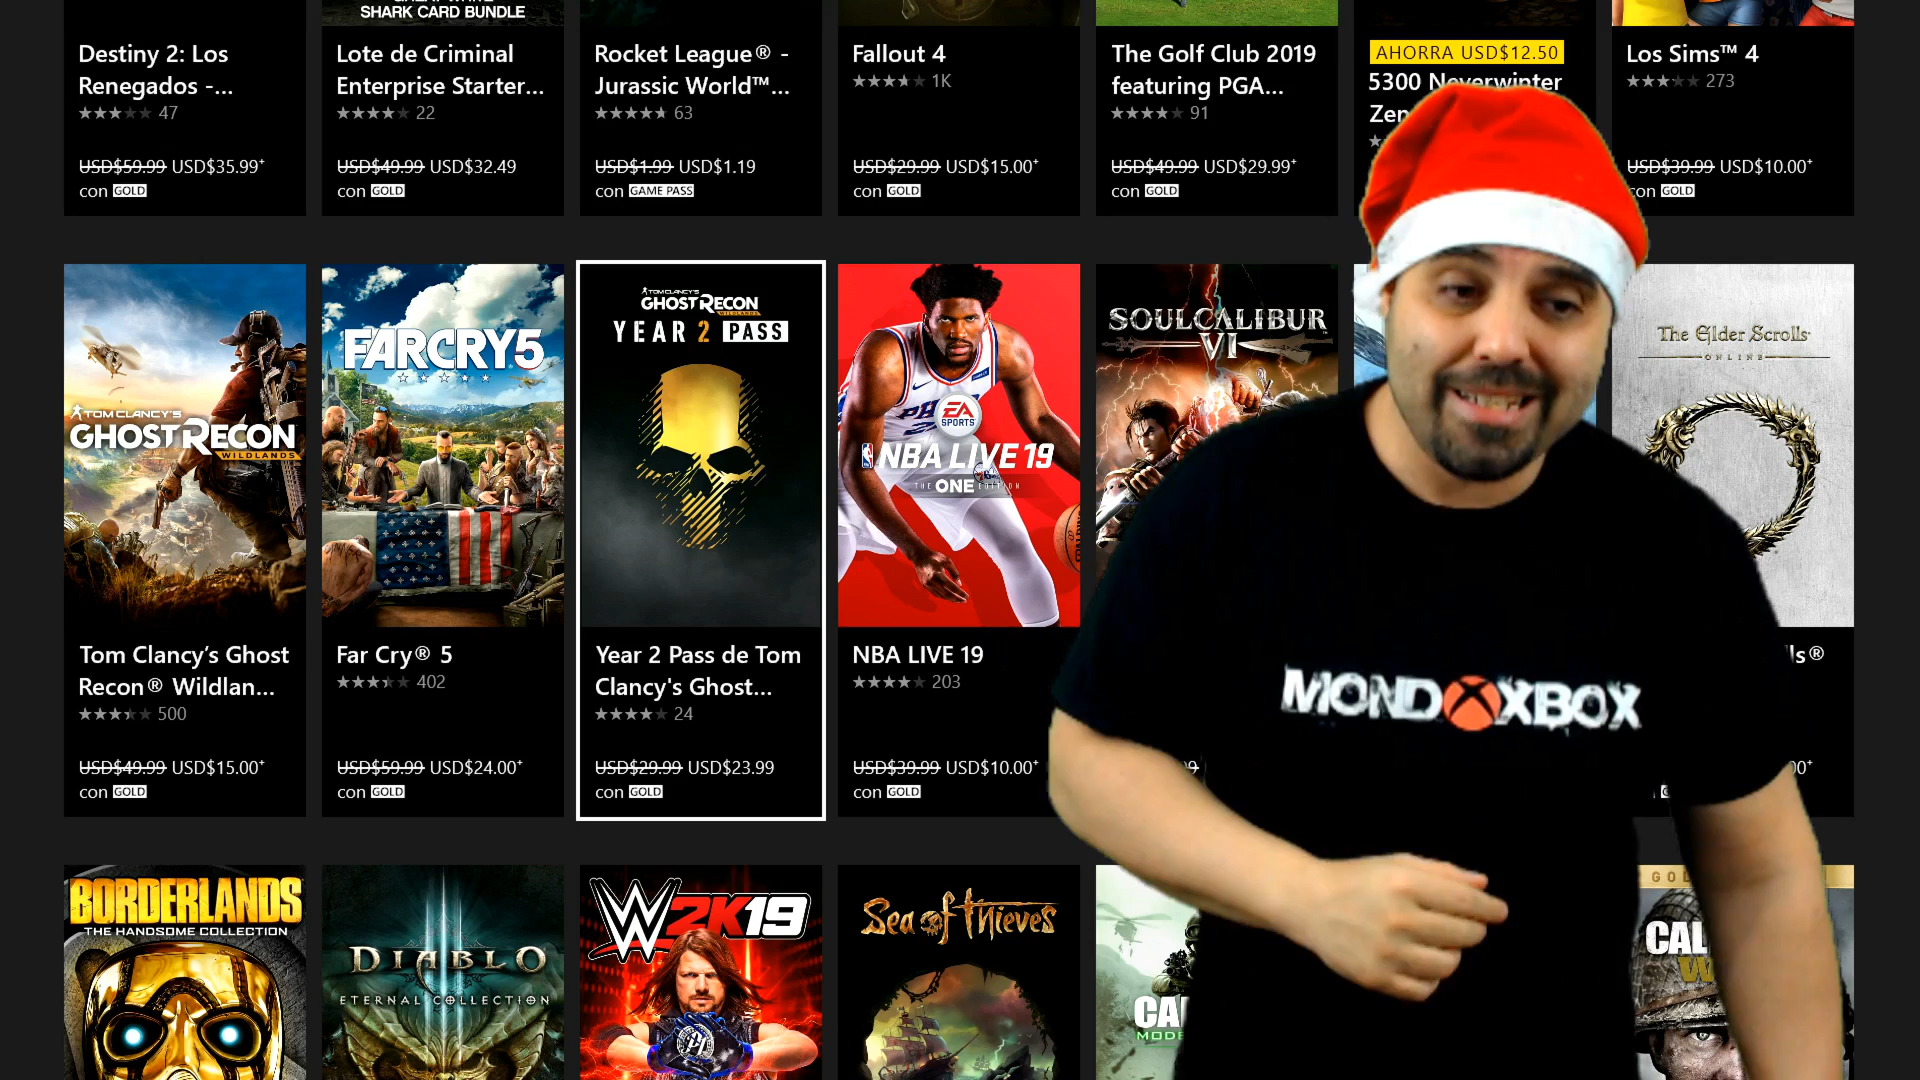 SHARK CARD BUNDLE
Destiny 2: Los
Renegados -...
47
USD$59.99 USD$35.99+
con GOLD
Lote de Criminal
Enterprise Starter...
22
USD$49.99 USD$32.49
con GOLD
Rocket League® -
Jurassic World™...
63
USD$1.99 USD$1.19
con GAME PASS
Fallout 4
1K
USD$29.99 USD$15.00+
con GOLD
The Golf Club 2019
featuring PGA...
91
USD$49.99 USD$29.99+
con GOLD
AHORRA USD$12.50
5300 Neverwinter
Los Sims™ 4
273
USD$39.99 USD$10.00+
con GOLD
TOM CLANCY'S
GHOST RECON
WILDLANDS
Tom Clancy's Ghost
Recon® Wildlan...
500
USD$49.99 USD$15.00+
con GOLD
FARCRY5
Far Cry® 5
402
USD$59.99 USD$24.00+
con GOLD
TOM CLANCY'S
GHOST RECON
WILDLANDS
YEAR 2 PASS
Year 2 Pass de Tom
Clancy's Ghost...
24
USD$29.99 USD$23.99
con GOLD
EA
SPORTS
NBA LIVE 19
THE ONE EDITION
NBA LIVE 19
203
USD$39.99 USD$10.00+
con GOLD
SOULCALIBUR
VI
The Elder Scrolls
ONLINE
MONDOXBOX
BORDERLANDS
THE HANDSOME COLLECTION
DIABLO
ETERNAL COLLECTION
W2K19
Sea of Thieves